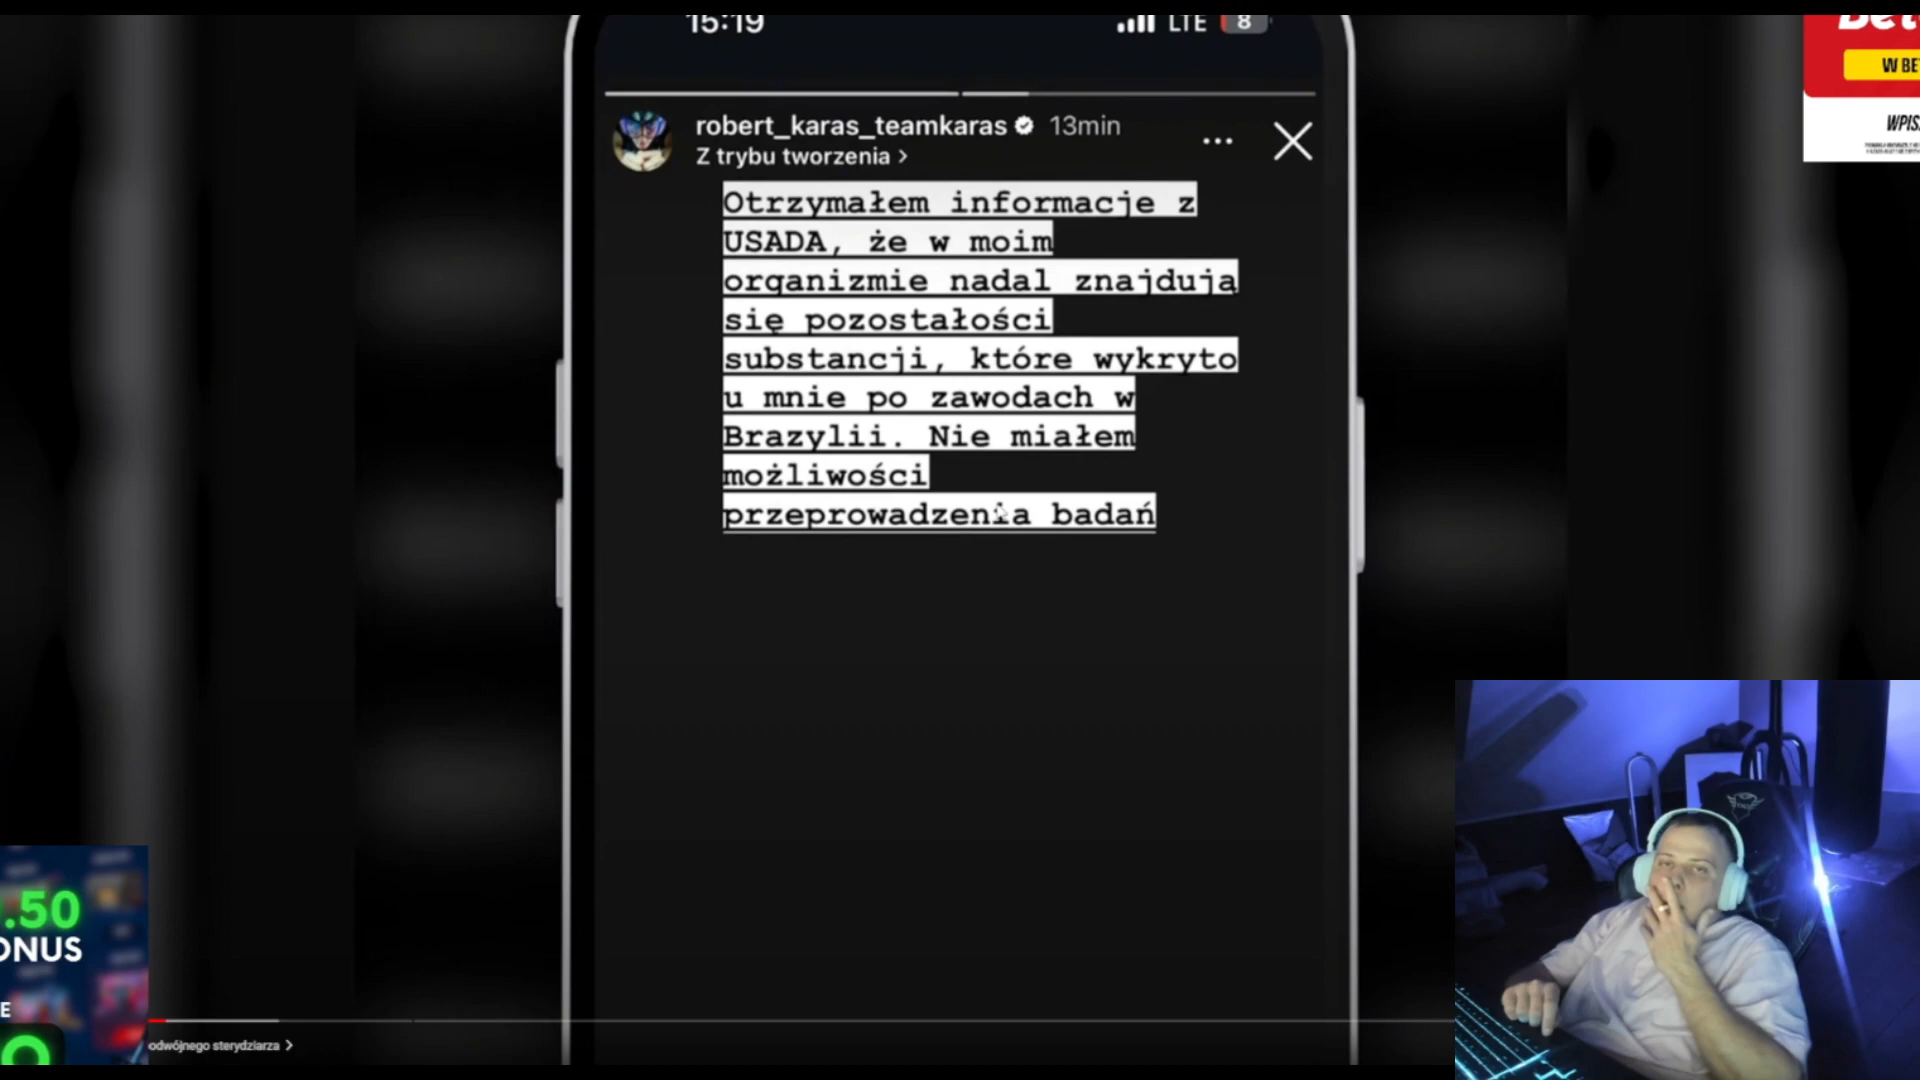 15:19
LTE 8
robert_karas_teamkaras 13min
Z trybu tworzenia >
Otrzymałem informacje z
USADA, że w moim
organizmie nadal znajdują
się pozostałości
substancji, które wykryto
u mnie po zawodach w
Brazylii. Nie miałem
możliwości
przeprowadzenia badań
W BE
WPIS
.50
ONUS
E
odwójnego sterydziarza >